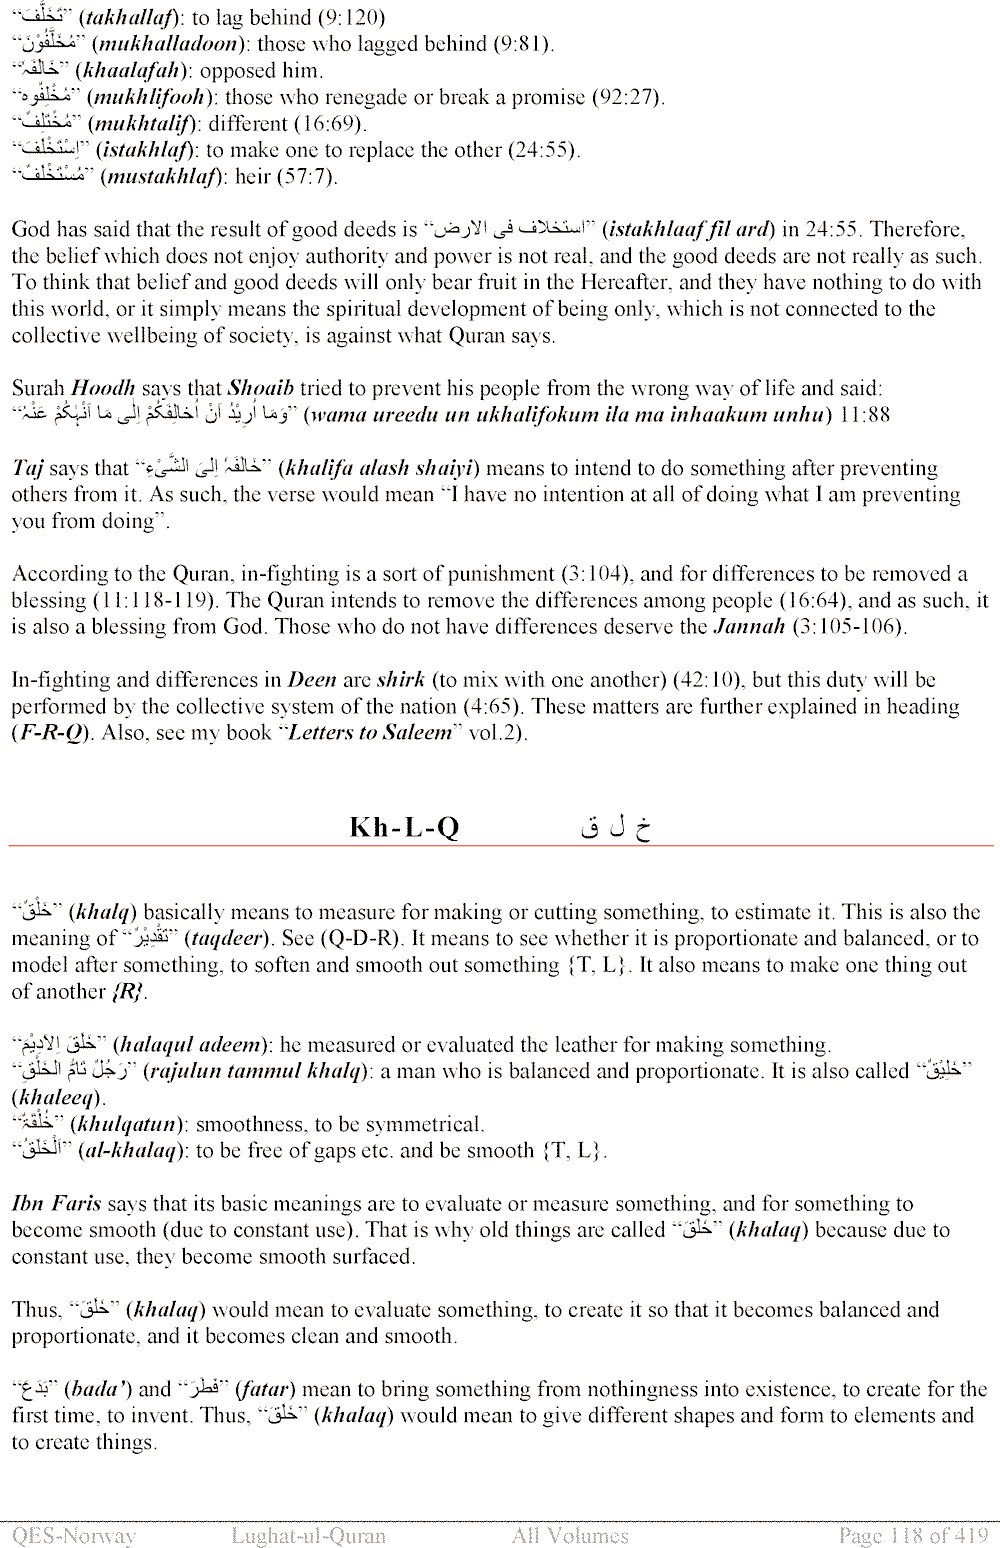 “تَخَلَّفَ” (takhallaf): to lag behind (9:120)
“مُخَلَّفُوْنَ” (mukhalladoon): those who lagged behind (9:81).
“خَالَفَہٗ” (khaalafah): opposed him.
“مُخْلِفُوہ” (mukhlifooh): those who renegade or break a promise (92:27).
“مُخْتَلِفٌ” (mukhtalif): different (16:69).
“اِسْتَخْلَفَ” (istakhlaf): to make one to replace the other (24:55).
“مُسْتَخْلَفٌ” (mustakhlaf): heir (57:7).
God has said that the result of good deeds is “استخلاف فی الارض” (istakhlaaf fil ard) in 24:55. Therefore,
the belief which does not enjoy authority and power is not real, and the good deeds are not really as such.
To think that belief and good deeds will only bear fruit in the Hereafter, and they have nothing to do with
this world, or it simply means the spiritual development of being only, which is not connected to the
collective wellbeing of society, is against what Quran says.
Surah Hoodh says that Shoaib tried to prevent his people from the wrong way of life and said:
“وَمَا اُرِیْدُ اَنْ اُخَالِفَکُمْ اِلٰی مَا اَنْہٰکُمْ عَنْہُ” (wama ureedu un ukhalifokum ila ma inhaakum unhu) 11:88
Taj says that “خَالَفَہٗ اِلیَ الشَّیْءِ” (khalifa alash shaiyi) means to intend to do something after preventing
others from it. As such, the verse would mean “I have no intention at all of doing what I am preventing
you from doing”.
According to the Quran, in-fighting is a sort of punishment (3:104), and for differences to be removed a
blessing (11:118-119). The Quran intends to remove the differences among people (16:64), and as such, it
is also a blessing from God. Those who do not have differences deserve the Jannah (3:105-106).
In-fighting and differences in Deen are shirk (to mix with one another) (42:10), but this duty will be
performed by the collective system of the nation (4:65). These matters are further explained in heading
(F-R-Q). Also, see my book “Letters to Saleem” vol.2).
Kh-L-Q خ ل ق
“خَلْقٌ” (khalq) basically means to measure for making or cutting something, to estimate it. This is also the
meaning of “تَقْدِیْرٌ” (taqdeer). See (Q-D-R). It means to see whether it is proportionate and balanced, or to
model after something, to soften and smooth out something {T, L}. It also means to make one thing out
of another {R}.
“خَلَقَ الاَدِیْمَ” (halaqul adeem): he measured or evaluated the leather for making something.
“رَجُلٌ تَامُّ الْخَلْقِ” (rajulun tammul khalq): a man who is balanced and proportionate. It is also called “خَلِیْقٌ”
(khaleeq).
“خُلْقَۃٌ” (khulqatun): smoothness, to be symmetrical.
“اَلْخَلَقُ” (al-khalaq): to be free of gaps etc. and be smooth {T, L}.
Ibn Faris says that its basic meanings are to evaluate or measure something, and for something to
become smooth (due to constant use). That is why old things are called “خَلَقٌ” (khalaq) because due to
constant use, they become smooth surfaced.
Thus, “خَلَقَ” (khalaq) would mean to evaluate something, to create it so that it becomes balanced and
proportionate, and it becomes clean and smooth.
“بَدَعَ” (bada’) and “فَطَرَ” (fatar) mean to bring something from nothingness into existence, to create for the
first time, to invent. Thus, “خَلَقَ” (khalaq) would mean to give different shapes and form to elements and
to create things.
QES-Norway Lughat-ul-Quran All Volumes Page 118 of 419